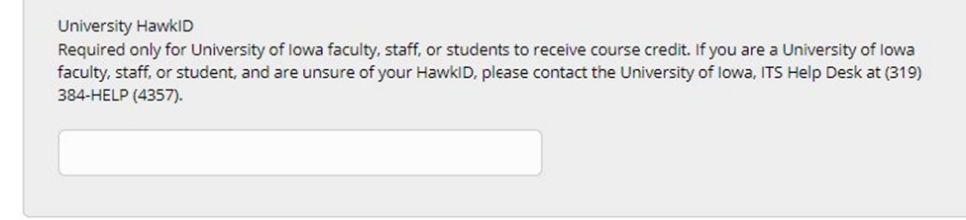 University HawkID
Required only for University of Iowa faculty, staff, or students to receive course credit. If you are a University of Iowa
faculty, staff, or student, and are unsure of your HawkID, please contact the University of Iowa, ITS Help Desk at (319)
384-HELP (4357).